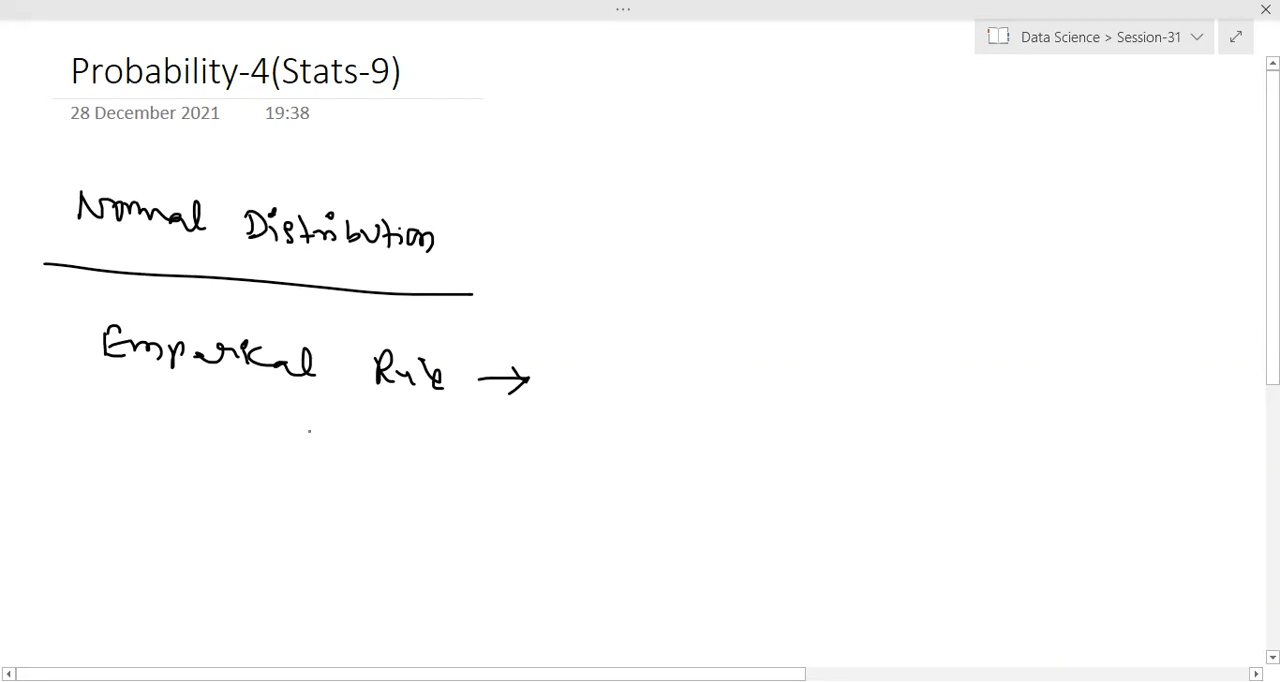 Data Science > Session-31
Probability-4(Stats-9)
28 December 2021 19:38
Normal Distribution
Emperical Rule →